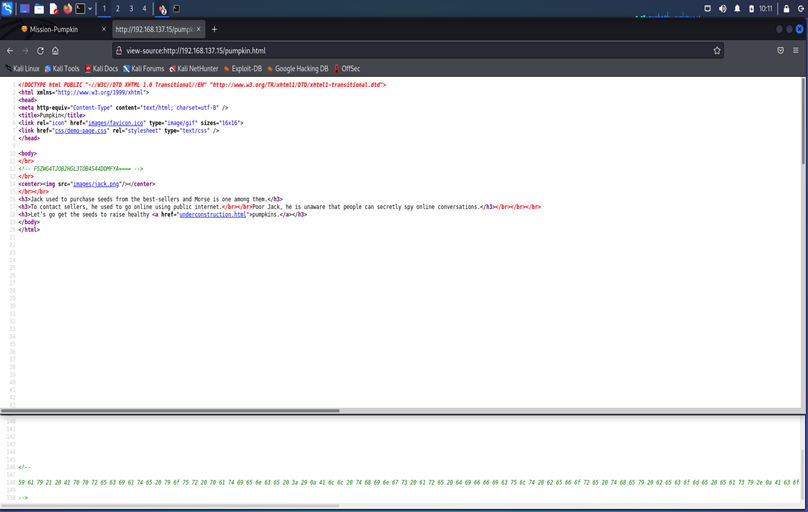 1 2 3 4
10:11
Mission-Pumpkin
http://192.168.137.15/pumpk
view-source:http://192.168.137.15/pumpkin.html
Kali Linux Kali Tools Kali Docs Kali Forums Kali NetHunter Exploit-DB Google Hacking DB OffSec
1 <!DOCTYPE html PUBLIC "-//W3C//DTD XHTML 1.0 Transitional//EN" "http://www.w3.org/TR/xhtml1/DTD/xhtml1-transitional.dtd">
2 <html xmlns="http://www.w3.org/1999/xhtml">
3 <head>
4 <meta http-equiv="Content-Type" content="text/html; charset=utf-8" />
5 <title>Pumpkin</title>
6 <link rel="icon" href="images/favicon.ico" type="image/gif" sizes="16x16">
7 <link href="css/demo-page.css" rel="stylesheet" type="text/css" />
8 </head>
9
10 <body>
11 </br>
12 <!-- F5ZWG4TJOB2HGL3TOB4S44DDMFYA==== -->
13 </br>
14 <center><img src="images/jack.png"/></center>
15 </br></br>
16 <h3>Jack used to purchase seeds from the best-sellers and Morse is one among them.</h3>
17 <h3>To contact sellers, he used to go online using public internet.</br></br>Poor Jack, he is unaware that people can secretly spy online conversations.</h3></br></br></br>
18 <h3>Let's go get the seeds to raise healthy <a href="underconstruction.html">pumpkins.</a></h3>
19 </body>
20 </html>
21
22
23
24
25
26
27
28
29
30
31
32
33
34
35
36
37
38
39
40
41
42
43
140
141
142
143
144
145
146 <!--
147
148 59 61 79 21 20 41 70 70 72 65 63 69 61 74 65 20 79 6f 75 72 20 70 61 74 69 65 6e 63 65 20 3a 29 0a 41 6c 6c 20 74 68 69 6e 67 73 20 61 72 65 20 64 69 66 66 69 63 75 6c 74 20 62 65 66 6f 72 65 20 74 68 65 79 20 62 65 63 6f 6d 65 20 65 61 73 79 2e 0a 41 63 6f
149
150 -->